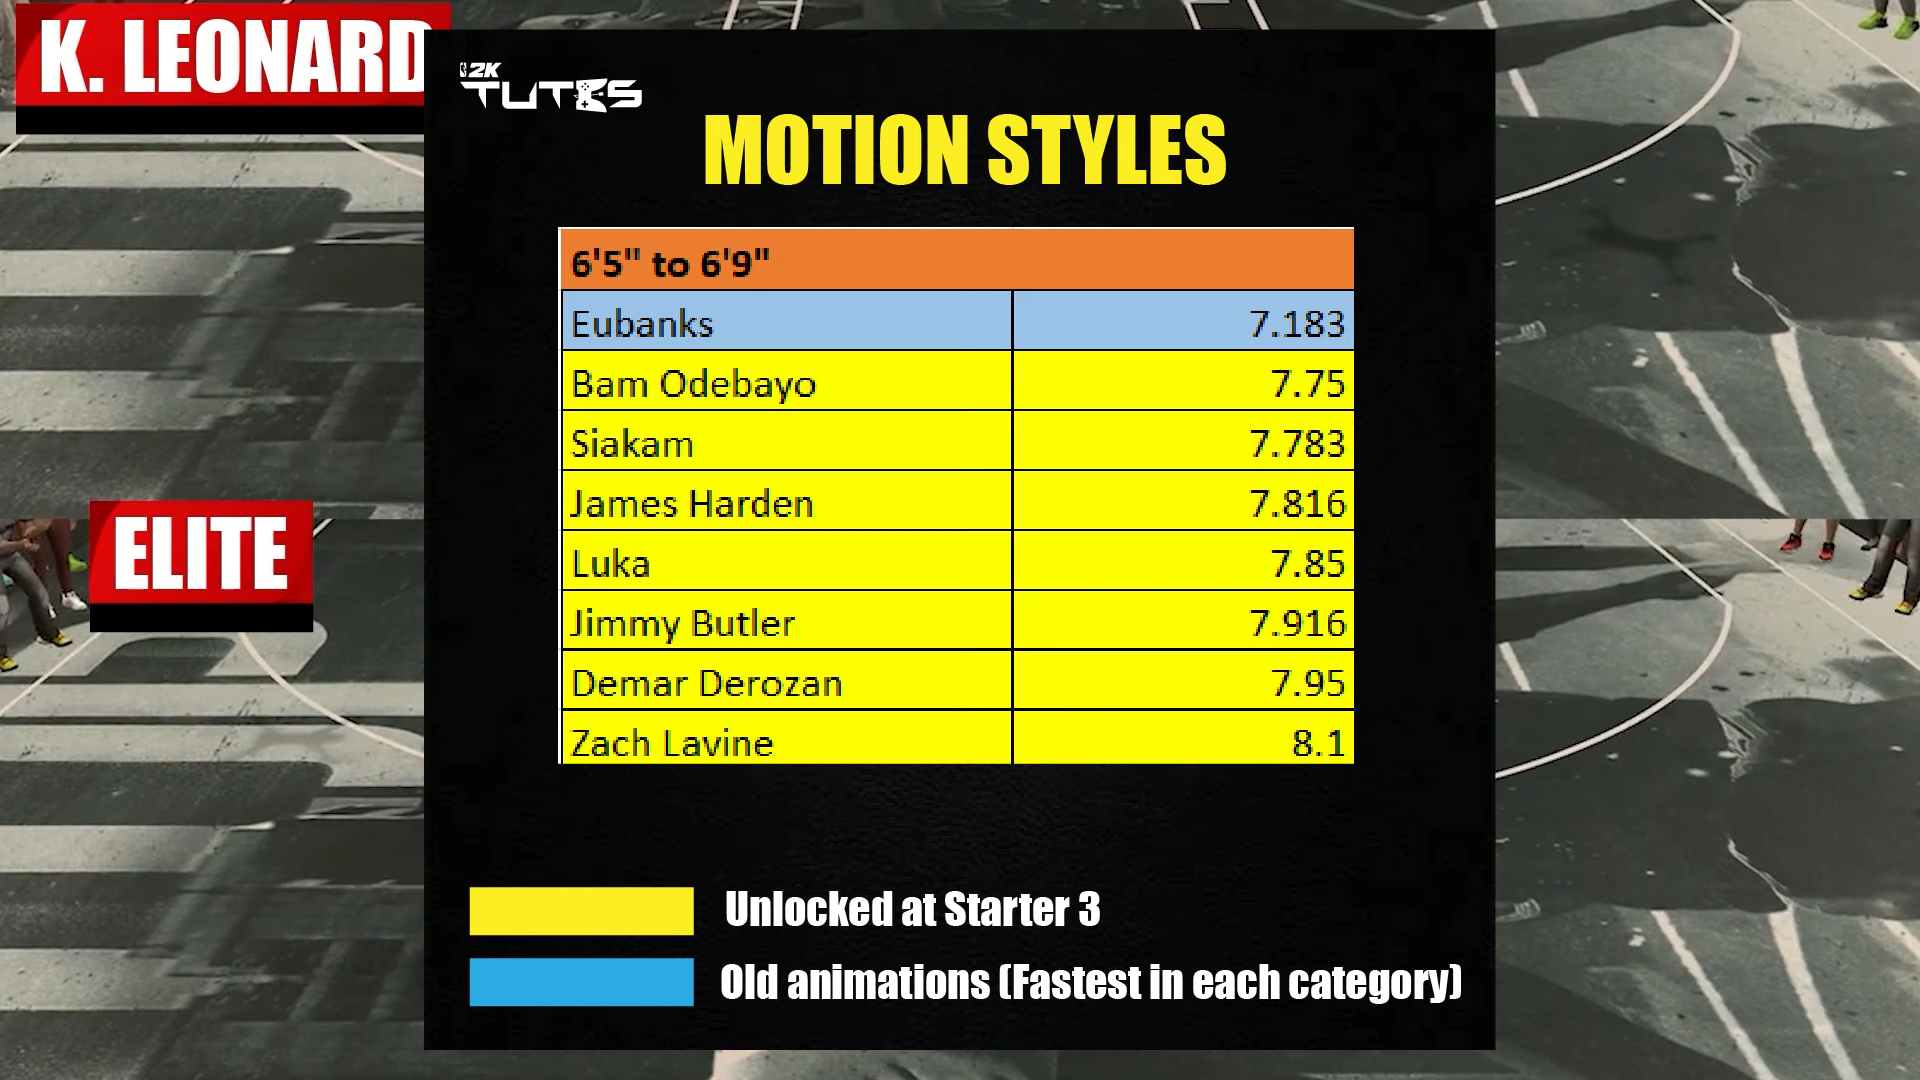 K. LEONARD
2K
TUTES
MOTION STYLES
6'5" to 6'9"
Eubanks 7.183
Bam Odebayo 7.75
Siakam 7.783
James Harden 7.816
Luka 7.85
Jimmy Butler 7.916
Demar Derozan 7.95
Zach Lavine 8.1
ELITE
Unlocked at Starter 3
Old animations (Fastest in each category)